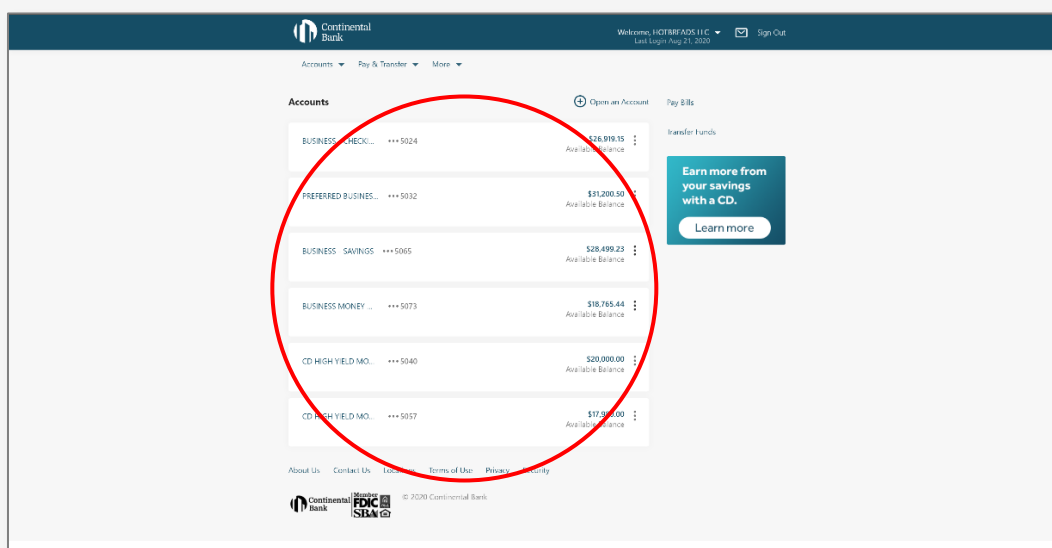 Continental
Bank
Welcome, HOTBREADS LLC
Last Login Aug 21, 2020
Sign Out
Accounts Pay & Transfer More
Accounts
Open an Account
Pay Bills
Transfer Funds
BUSINESS CHECKI... •••5024
$26,919.15
Available Balance
Earn more from
your savings
with a CD.
Learn more
PREFERRED BUSINES... •••5032
$31,200.50
Available Balance
BUSINESS SAVINGS •••5065
$28,499.23
Available Balance
BUSINESS MONEY ... •••5073
$18,765.44
Available Balance
CD HIGH YIELD MO... •••5040
$20,000.00
Available Balance
CD HIGH YIELD MO... •••5057
Available Balance
About Us Contact Us Locations Terms of Use Privacy Security
Continental
Bank
Member
FDIC
SBA
© 2020 Continental Bank